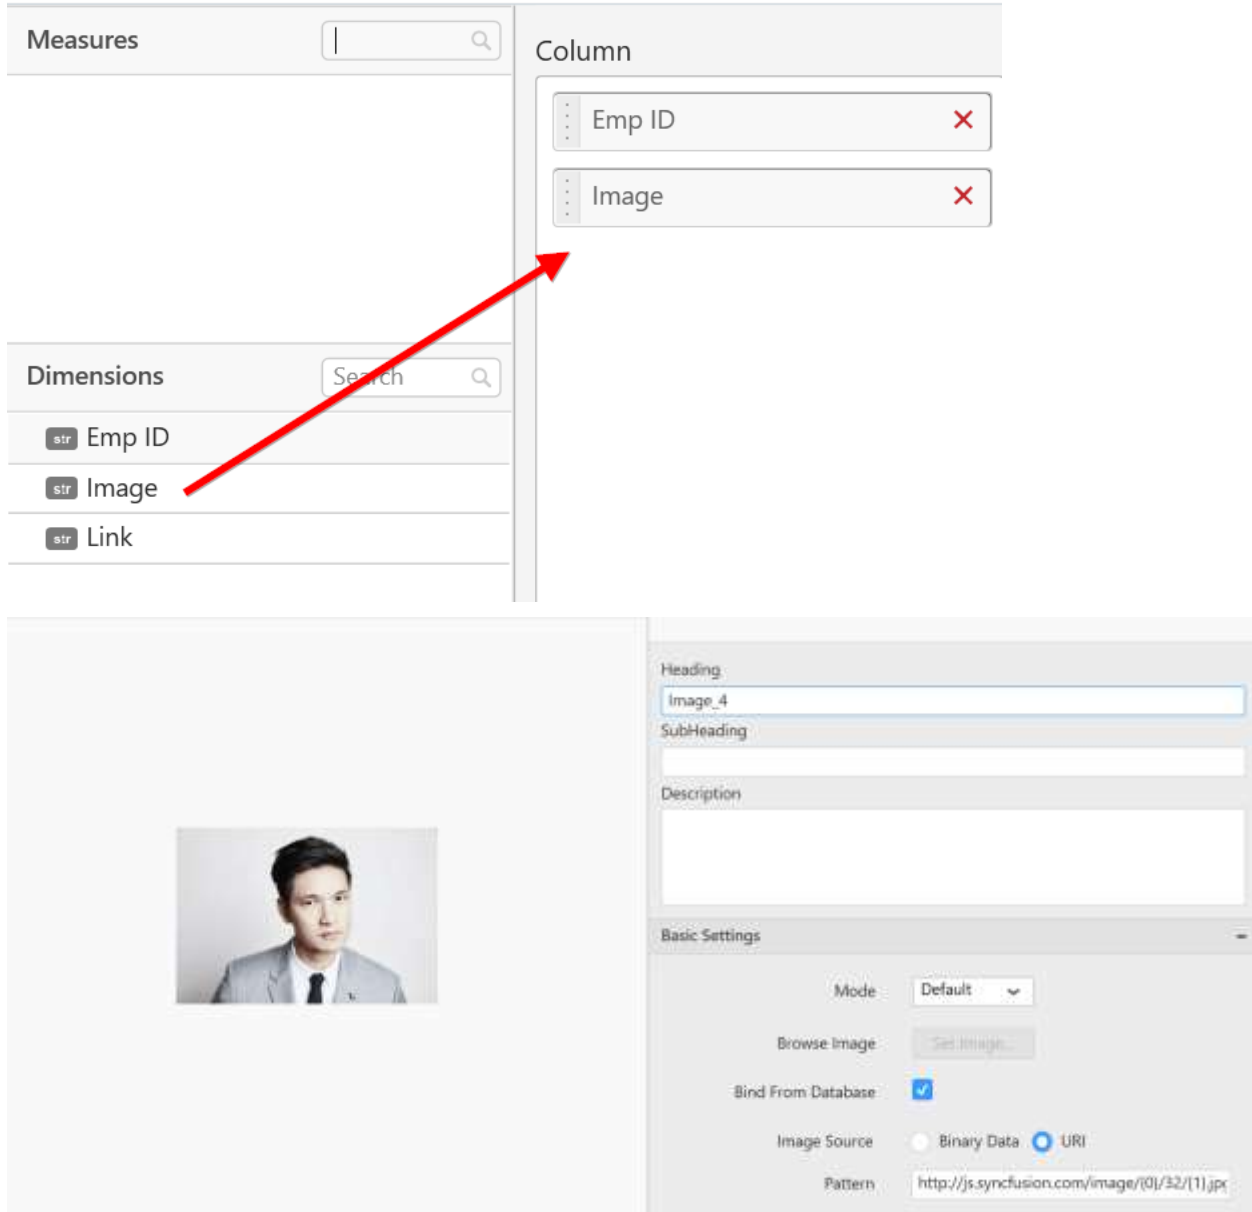 Measures
Column
Emp ID
Image
Dimensions
Search
str Emp ID
str Image
str Link
Heading
Image_4
SubHeading
Description
Basic Settings
Mode Default
Browse Image Set Image...
Bind From Database
Image Source Binary Data URI
Pattern http://js.syncfusion.com/image/{0}/32/{1}.jpg